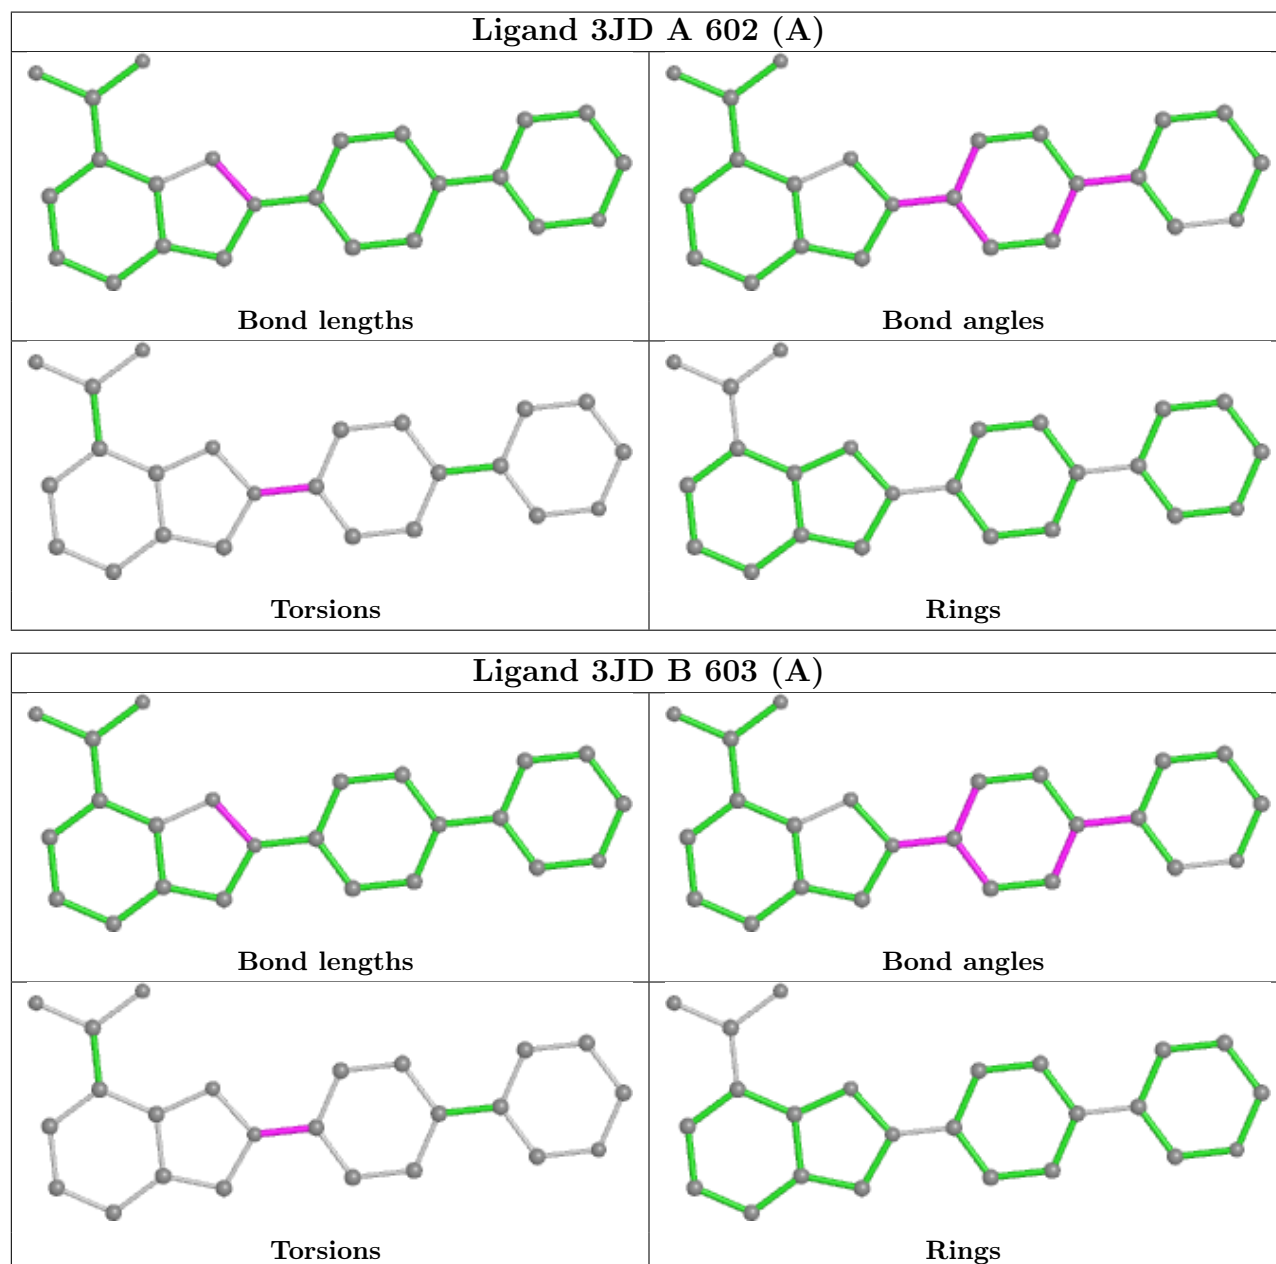 Ligand 3JD A 602 (A)
Bond lengths
Bond angles
Torsions
Rings
Ligand 3JD B 603 (A)
Bond lengths
Bond angles
Torsions
Rings